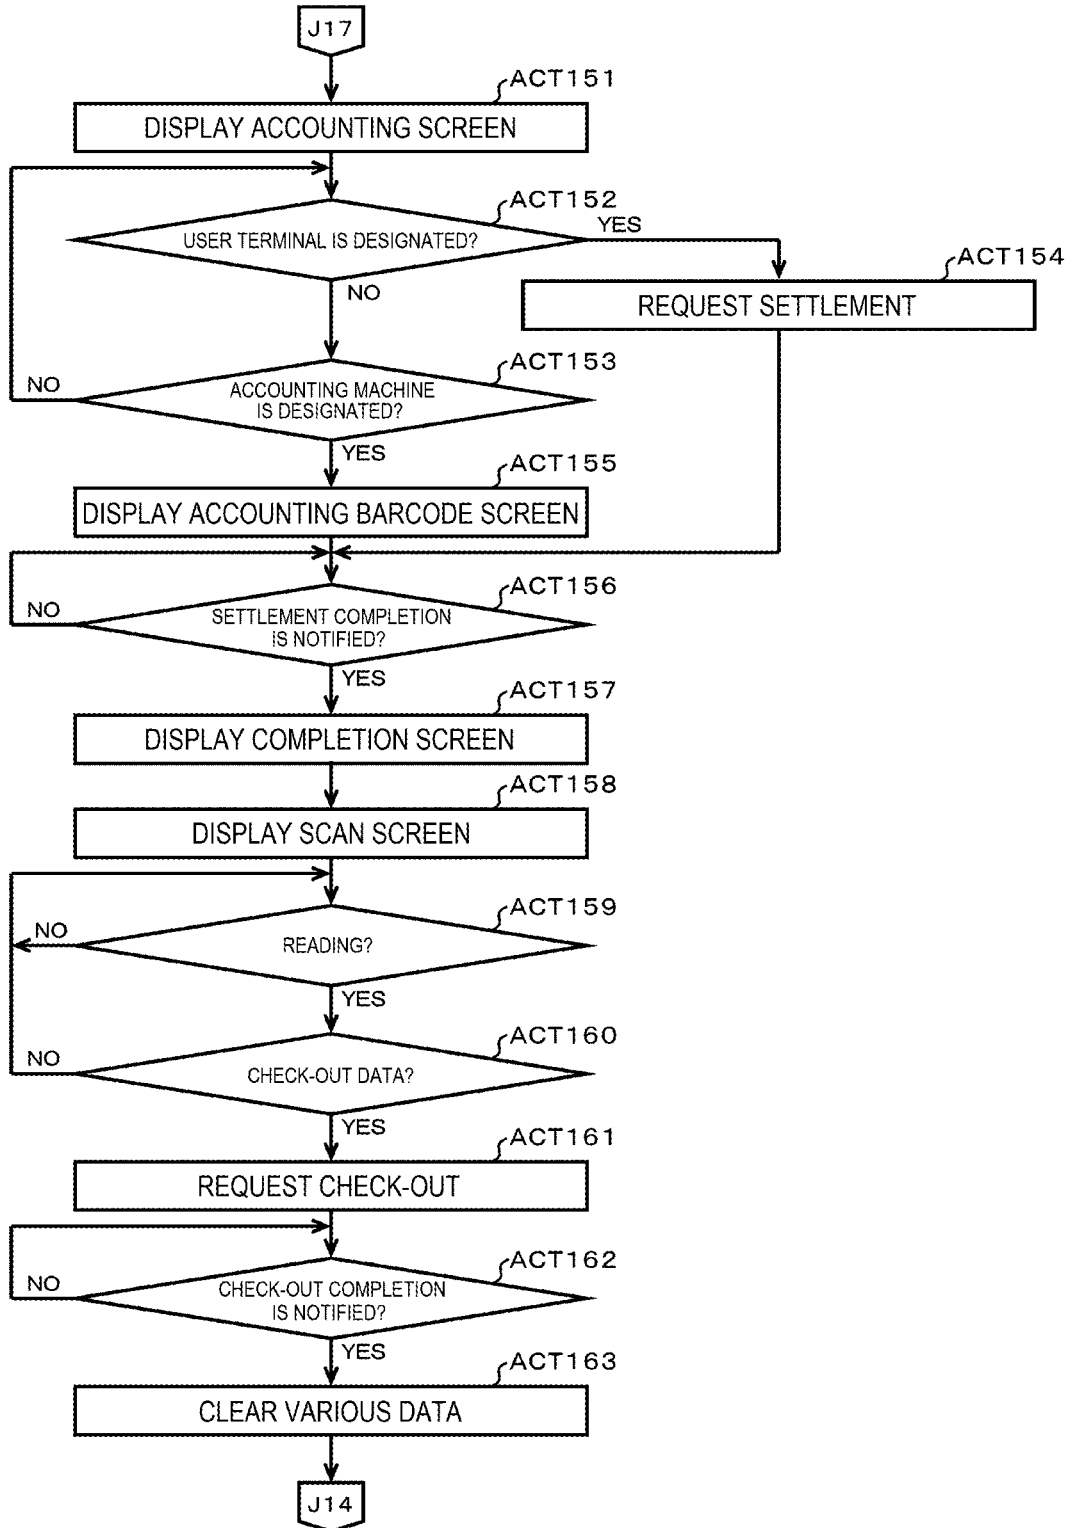 J17
ACT151
DISPLAY ACCOUNTING SCREEN
ACT152
USER TERMINAL IS DESIGNATED?
YES
NO
ACT154
REQUEST SETTLEMENT
ACT153
ACCOUNTING MACHINE
IS DESIGNATED?
NO
YES
ACT155
DISPLAY ACCOUNTING BARCODE SCREEN
ACT156
SETTLEMENT COMPLETION
IS NOTIFIED?
NO
YES
ACT157
DISPLAY COMPLETION SCREEN
ACT158
DISPLAY SCAN SCREEN
ACT159
READING?
NO
YES
ACT160
CHECK-OUT DATA?
NO
YES
ACT161
REQUEST CHECK-OUT
ACT162
CHECK-OUT COMPLETION
IS NOTIFIED?
NO
YES
ACT163
CLEAR VARIOUS DATA
J14